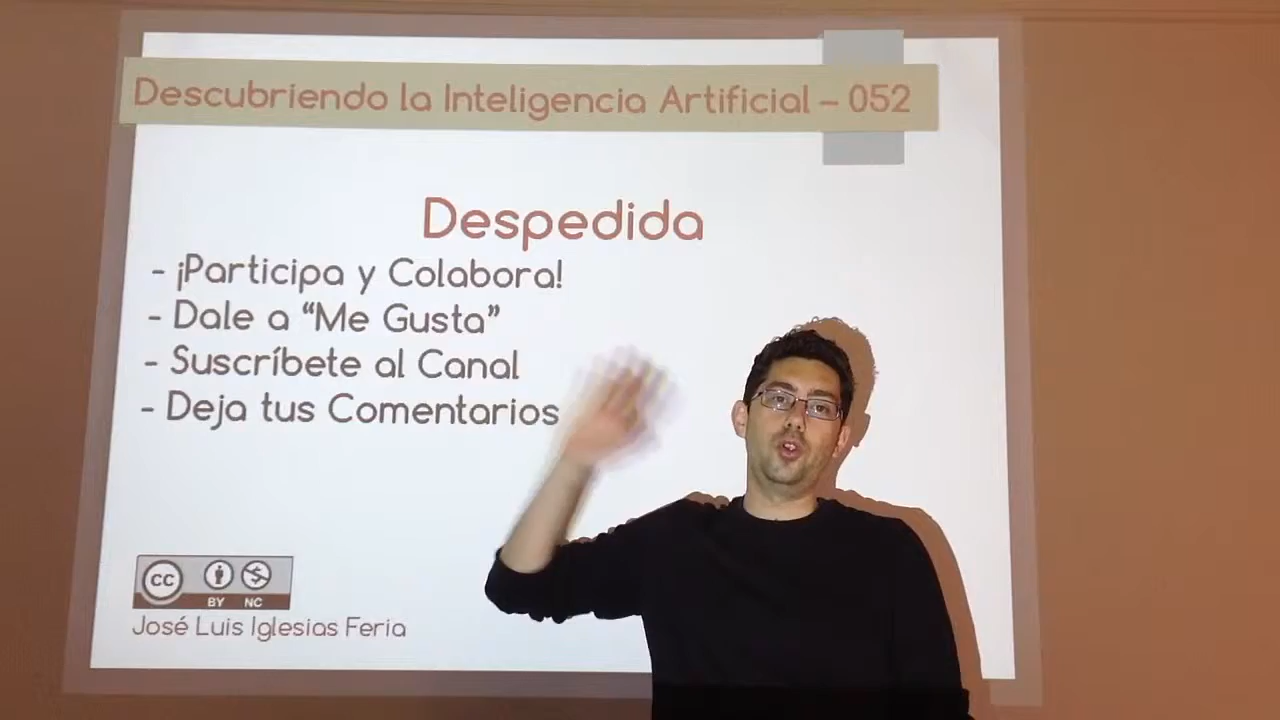 Descubriendo la Inteligencia Artificial – 052
Despedida
- ¡Participa y Colabora!
- Dale a “Me Gusta”
- Suscríbete al Canal
- Deja tus Comentarios
CC BY NC
José Luis Iglesias Feria